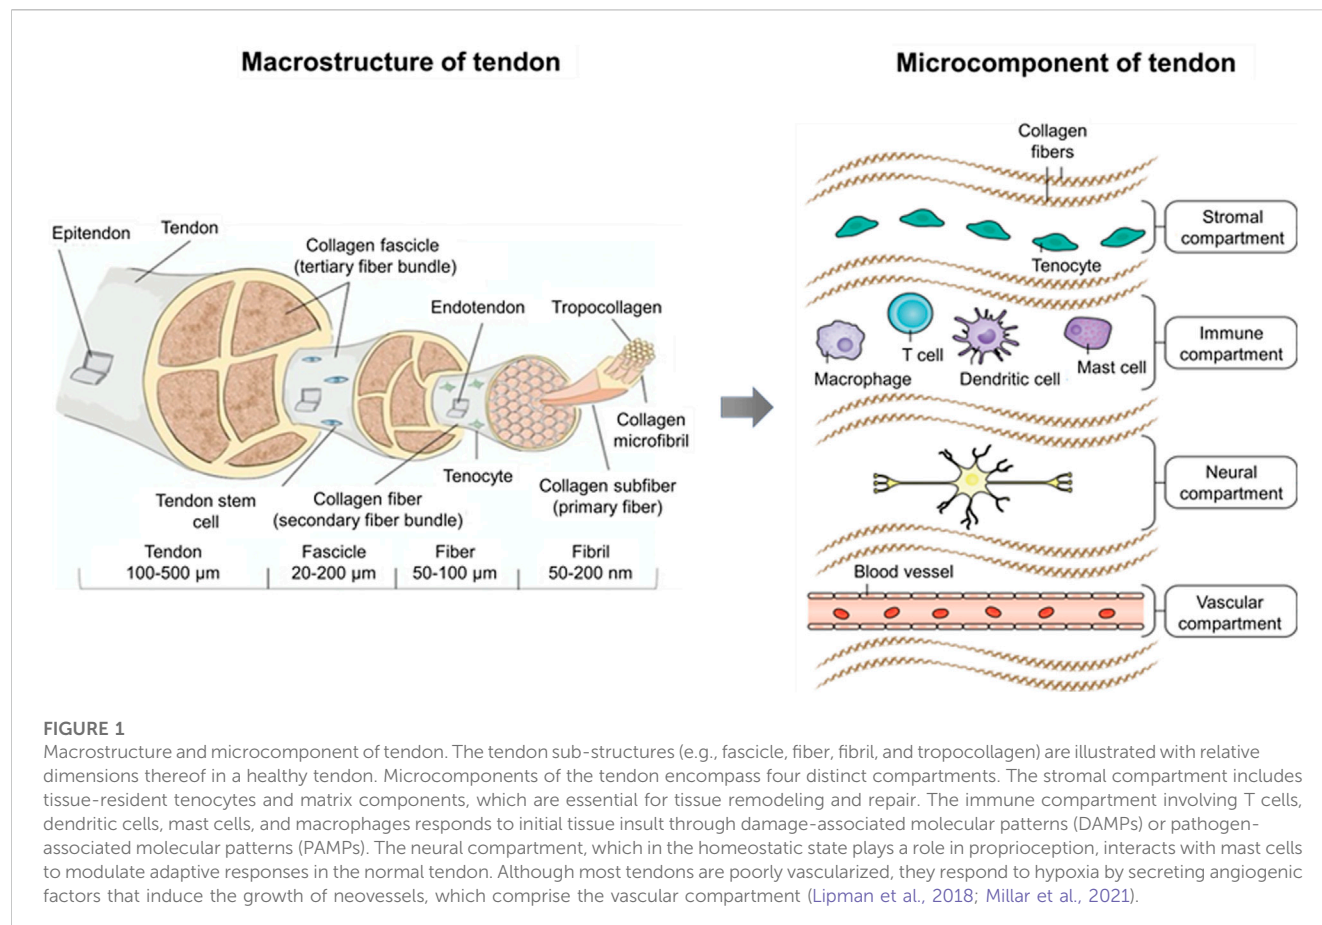 Macrostructure of tendon
Microcomponent of tendon
Epitendon
Tendon
Collagen fascicle
(tertiary fiber bundle)
Endotendon
Tropocollagen
Collagen
microfibril
Tenocyte
Collagen subfiber
(primary fiber)
Tendon stem
cell
Collagen fiber
(secondary fiber bundle)
Tendon
100-500 µm
Fascicle
20-200 µm
Fiber
50-100 µm
Fibril
50-200 nm
Collagen
fibers
Tenocyte
Stromal
compartment
Macrophage
T cell
Dendritic cell
Mast cell
Immune
compartment
Neural
compartment
Blood vessel
Vascular
compartment
FIGURE 1
Macrostructure and microcomponent of tendon. The tendon sub-structures (e.g., fascicle, fiber, fibril, and tropocollagen) are illustrated with relative
dimensions thereof in a healthy tendon. Microcomponents of the tendon encompass four distinct compartments. The stromal compartment includes
tissue-resident tenocytes and matrix components, which are essential for tissue remodeling and repair. The immune compartment involving T cells,
dendritic cells, mast cells, and macrophages responds to initial tissue insult through damage-associated molecular patterns (DAMPs) or pathogen-
associated molecular patterns (PAMPs). The neural compartment, which in the homeostatic state plays a role in proprioception, interacts with mast cells
to modulate adaptive responses in the normal tendon. Although most tendons are poorly vascularized, they respond to hypoxia by secreting angiogenic
factors that induce the growth of neovessels, which comprise the vascular compartment (Lipman et al., 2018; Millar et al., 2021).